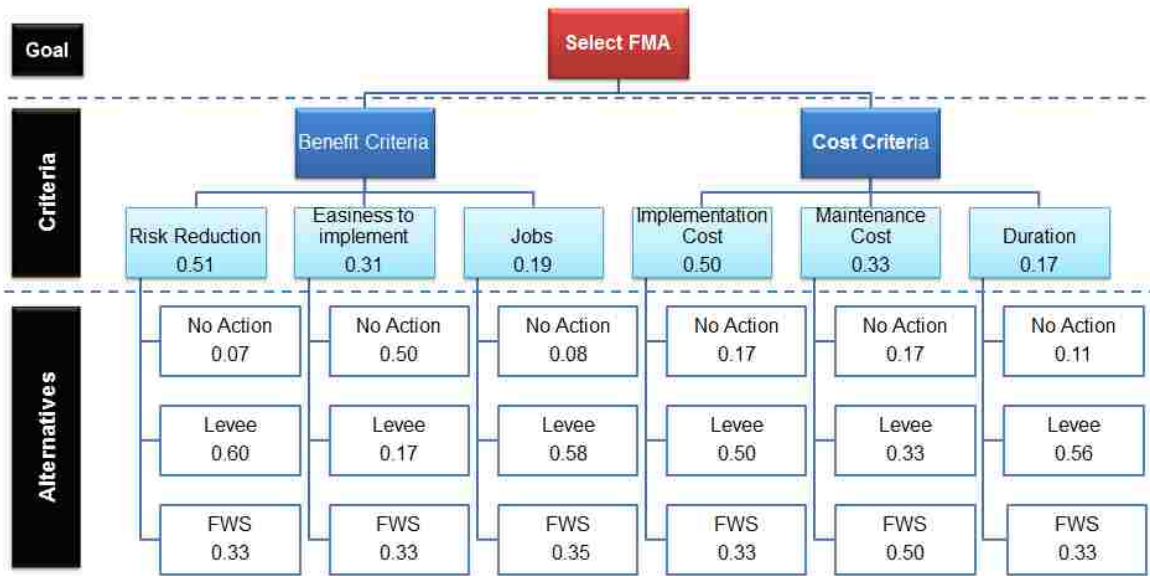 Goal
Select FMA
Criteria
Benefit Criteria
Cost Criteria
Risk Reduction
0.51
Easiness to
implement
0.31
Jobs
0.19
Implementation
Cost
0.50
Maintenance
Cost
0.33
Duration
0.17
Alternatives
No Action
0.07
No Action
0.50
No Action
0.08
No Action
0.17
No Action
0.17
No Action
0.11
Levee
0.60
Levee
0.17
Levee
0.58
Levee
0.50
Levee
0.33
Levee
0.56
FWS
0.33
FWS
0.33
FWS
0.35
FWS
0.33
FWS
0.50
FWS
0.33